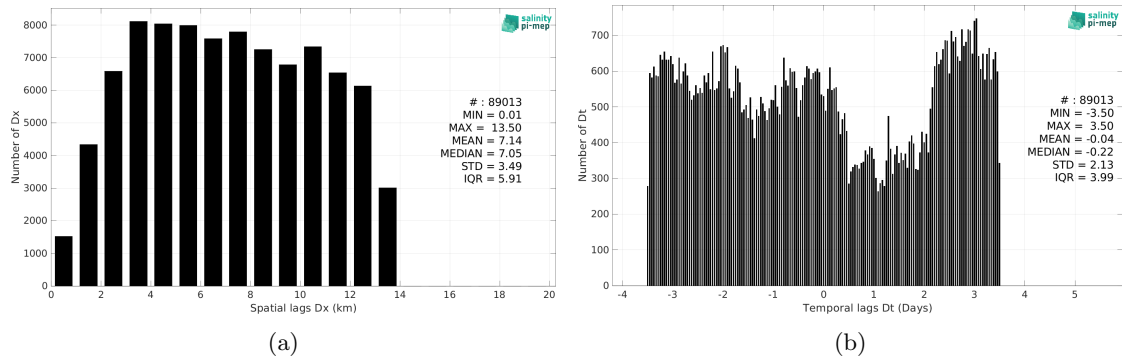 8000
7000
6000
5000
4000
3000
2000
1000
0
Number of Dx
0 2 4 6 8 10 12 14 16 18 20
Spatial lags Dx (km)
salinity
pi-mep
# : 89013
MIN = 0.01
MAX = 13.50
MEAN = 7.14
MEDIAN = 7.05
STD = 3.49
IQR = 5.91
(a)
700
600
500
400
300
200
100
0
Number of Dt
-4 -3 -2 -1 0 1 2 3 4 5
Temporal lags Dt (Days)
salinity
pi-mep
# : 89013
MIN = -3.50
MAX = 3.50
MEAN = -0.04
MEDIAN = -0.22
STD = 2.13
IQR = 3.99
(b)